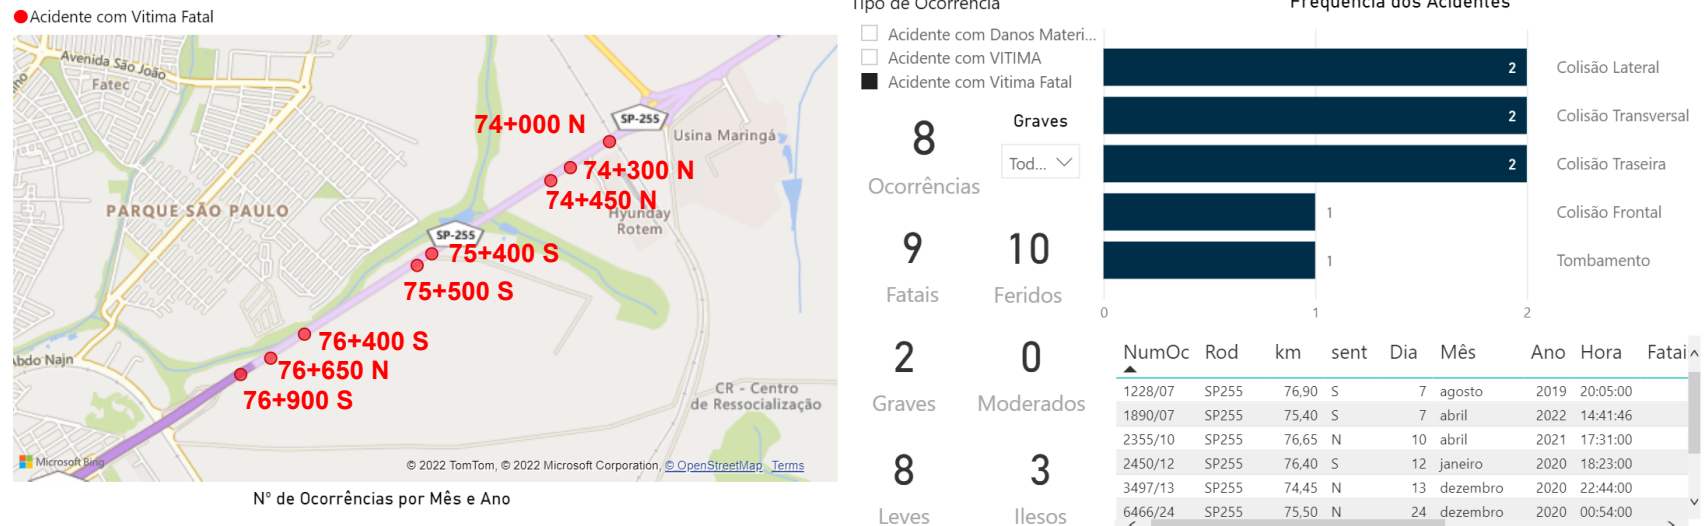 Acidente com Vitima Fatal
Avenida São João
Fatec
74+000 N
SP-255
Usina Maringá
74+300 N
74+450 N
Hyunday
Rotem
PARQUE SÃO PAULO
SP-255
75+400 S
75+500 S
76+400 S
Abdo Najn
76+650 N
76+900 S
CR - Centro
de Ressocialização
Microsoft Bing
© 2022 TomTom, © 2022 Microsoft Corporation, © OpenStreetMap Terms
Nº de Ocorrências por Mês e Ano
Tipo de Ocorrência
Acidente com Danos Materi...
Acidente com VITIMA
Acidente com Vitima Fatal
8
Ocorrências
Graves
Tod...
9
Fatais
10
Feridos
2
Graves
0
Moderados
8
Leves
3
Ilesos
Frequência dos Acidentes
2 Colisão Lateral
2 Colisão Transversal
2 Colisão Traseira
1 Colisão Frontal
1 Tombamento
0 1 2
NumOc Rod km sent Dia Mês Ano Hora Fatai
1228/07 SP255 76,90 S 7 agosto 2019 20:05:00
1890/07 SP255 75,40 S 7 abril 2022 14:41:46
2355/10 SP255 76,65 N 10 abril 2021 17:31:00
2450/12 SP255 76,40 S 12 janeiro 2020 18:23:00
3497/13 SP255 74,45 N 13 dezembro 2020 22:44:00
6466/24 SP255 75,50 N 24 dezembro 2020 00:54:00